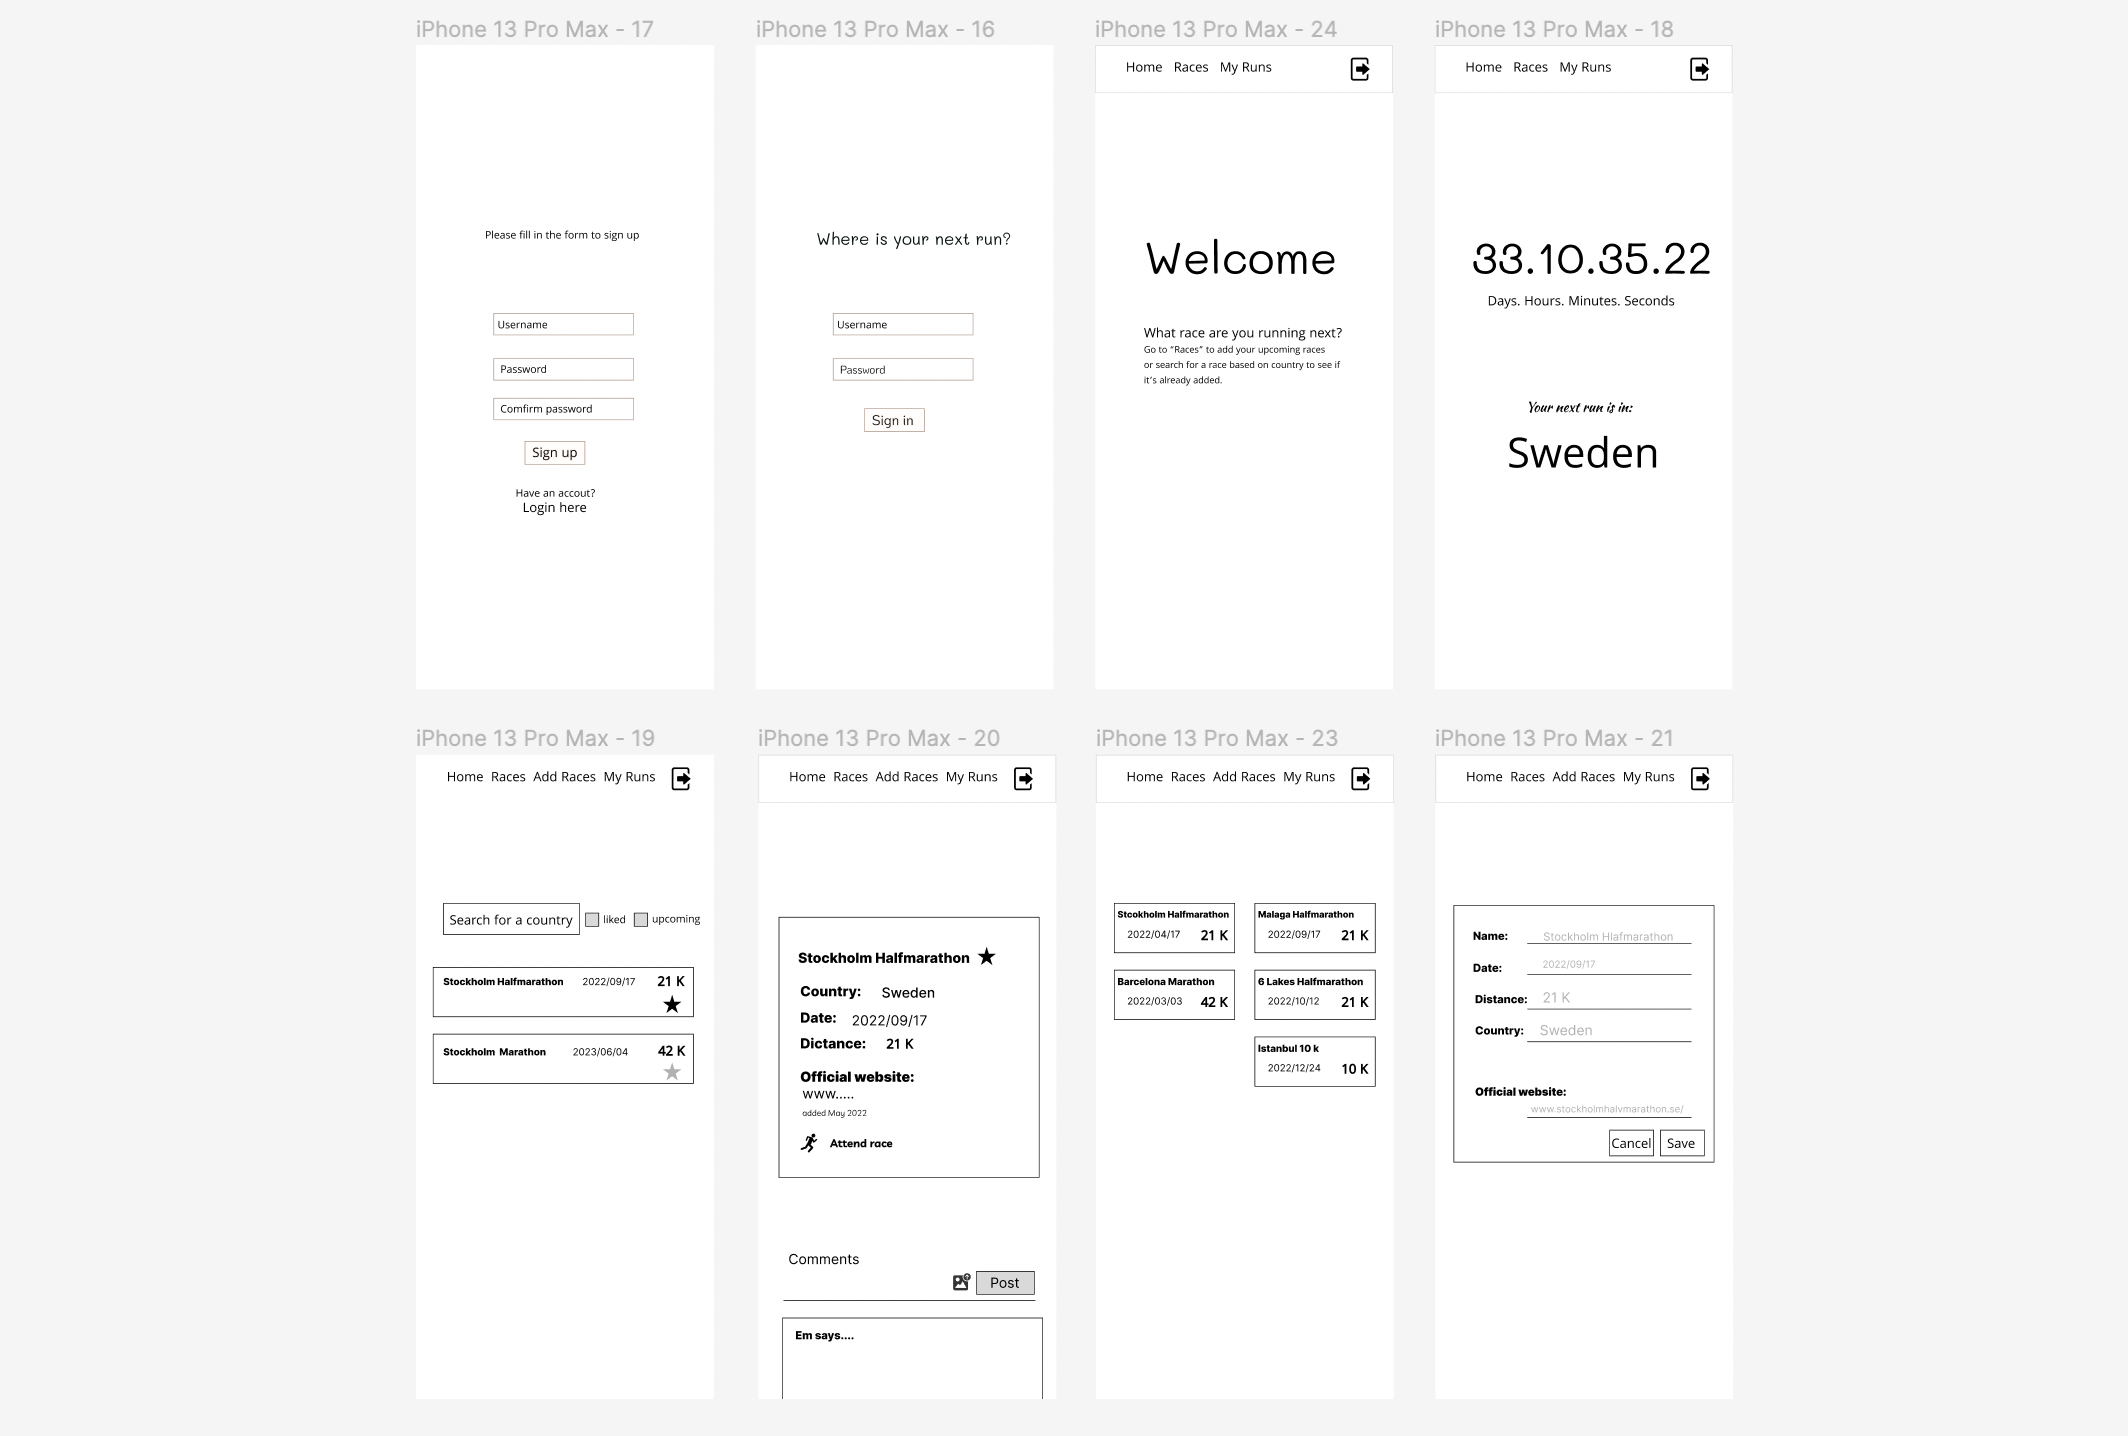 iPhone 13 Pro Max - 17
Please fill in the form to sign up
Username
Password
Comfirm password
Sign up
Have an accout?
Login here
iPhone 13 Pro Max - 16
Where is your next run?
Username
Password
Sign in
iPhone 13 Pro Max - 24
Home Races My Runs
Welcome
What race are you running next?
Go to “Races” to add your upcoming races
or search for a race based on country to see if
it’s already added.
iPhone 13 Pro Max - 18
Home Races My Runs
33.10.35.22
Days. Hours. Minutes. Seconds
Your next run is in:
Sweden
iPhone 13 Pro Max - 19
Home Races Add Races My Runs
Search for a country liked upcoming
Stockholm Halfmarathon 2022/09/17 21 K
Stockholm Marathon 2023/06/04 42 K
iPhone 13 Pro Max - 20
Home Races Add Races My Runs
Stockholm Halfmarathon
Country: Sweden
Date: 2022/09/17
Dictance: 21 K
Official website:
www.....
added May 2022
Attend race
Comments
Post
Em says....
iPhone 13 Pro Max - 23
Home Races Add Races My Runs
Stcokholm Halfmarathon
2022/04/17 21 K
Malaga Halfmarathon
2022/09/17 21 K
Barcelona Marathon
2022/03/03 42 K
6 Lakes Halfmarathon
2022/10/12 21 K
Istanbul 10 k
2022/12/24 10 K
iPhone 13 Pro Max - 21
Home Races Add Races My Runs
Name: Stockholm Hlafmarathon
Date: 2022/09/17
Distance: 21 K
Country: Sweden
Official website:
www.stockholmhalvmarathon.se/
Cancel Save